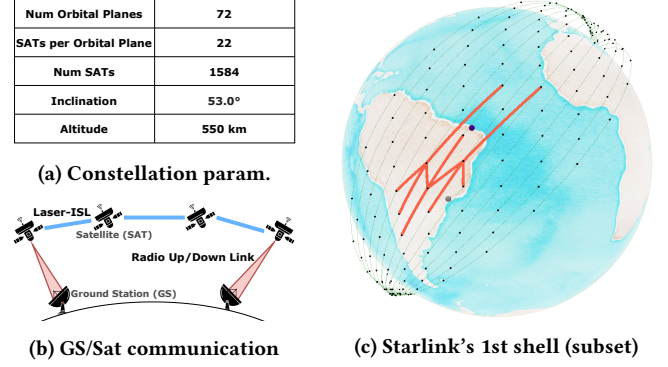 Num Orbital Planes 72
SATs per Orbital Plane 22
Num SATs 1584
Inclination 53.0°
Altitude 550 km
(a) Constellation param.
Laser-ISL
Satellite (SAT)
Radio Up/Down Link
Ground Station (GS)
(b) GS/Sat communication
(c) Starlink's 1st shell (subset)